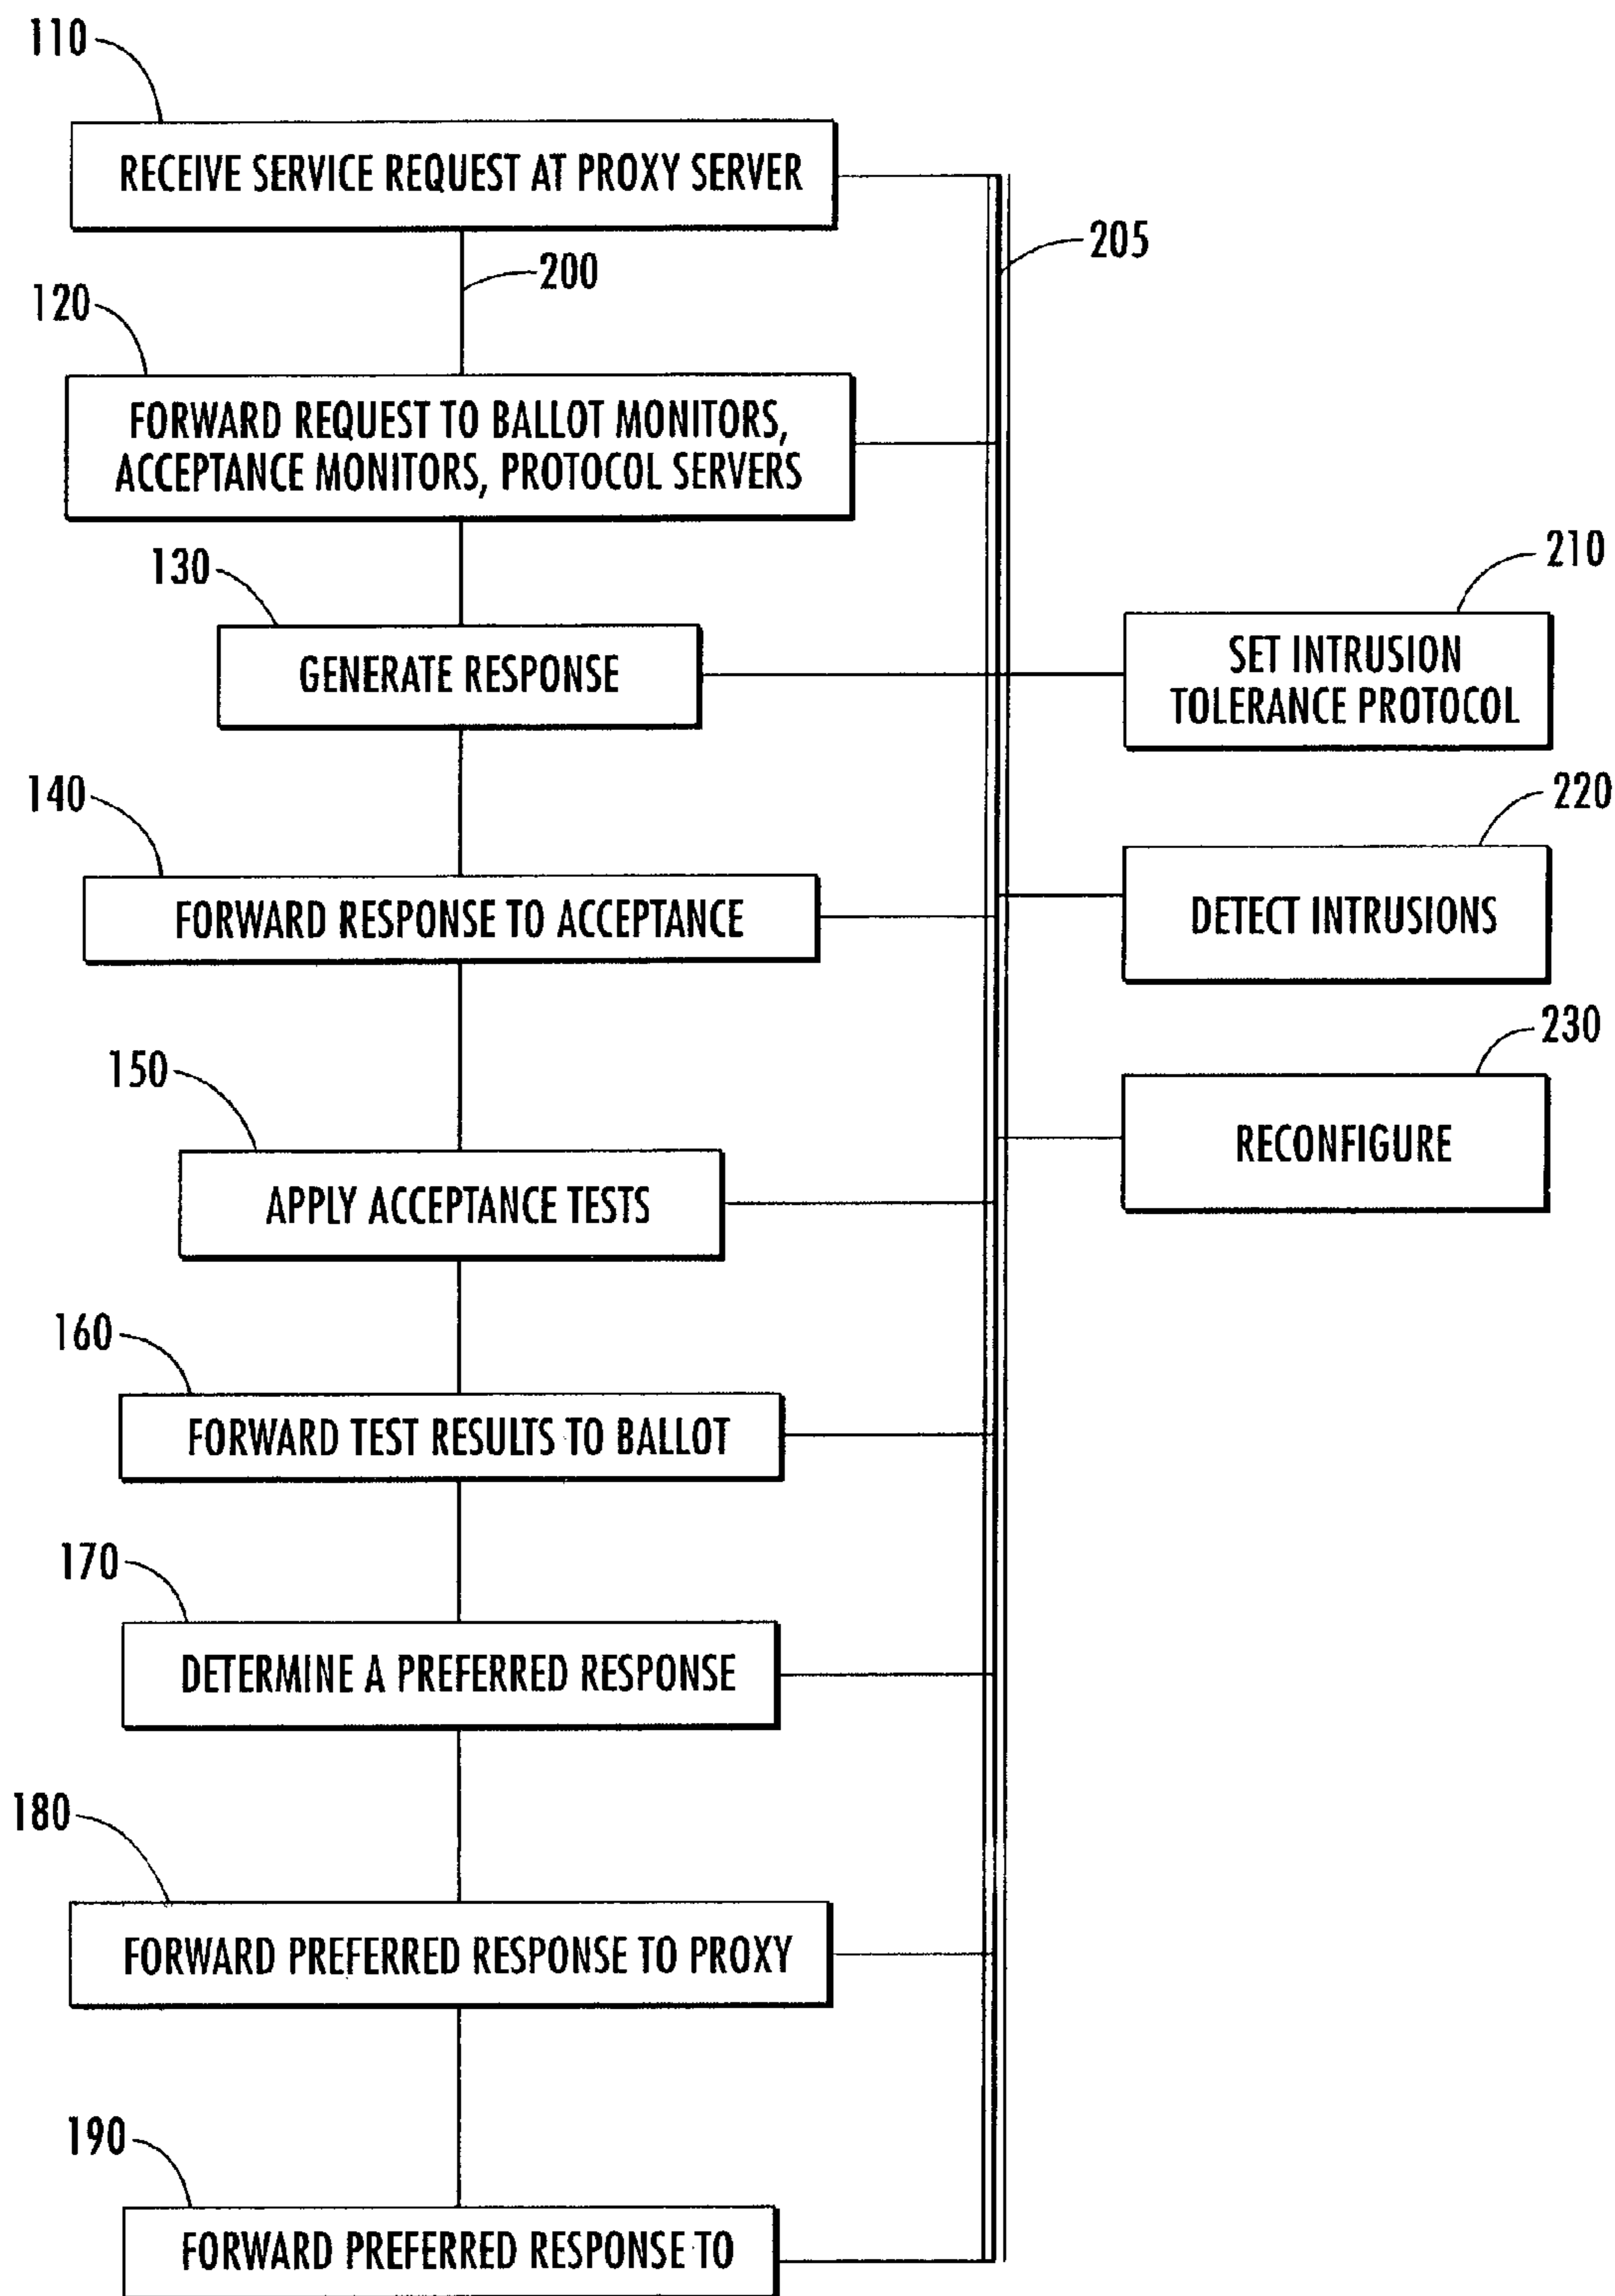 110
RECEIVE SERVICE REQUEST AT PROXY SERVER
200
205
120
FORWARD REQUEST TO BALLOT MONITORS,
ACCEPTANCE MONITORS, PROTOCOL SERVERS
130
GENERATE RESPONSE
210
SET INTRUSION
TOLERANCE PROTOCOL
140
FORWARD RESPONSE TO ACCEPTANCE
220
DETECT INTRUSIONS
150
APPLY ACCEPTANCE TESTS
230
RECONFIGURE
160
FORWARD TEST RESULTS TO BALLOT
170
DETERMINE A PREFERRED RESPONSE
180
FORWARD PREFERRED RESPONSE TO PROXY
190
FORWARD PREFERRED RESPONSE TO